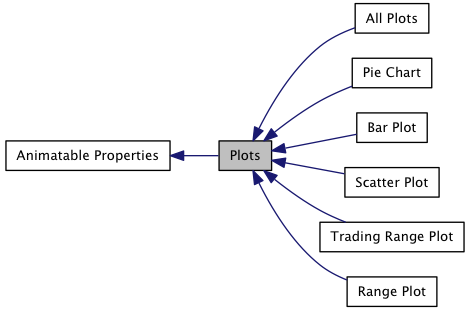 All Plots
Pie Chart
Bar Plot
Animatable Properties
Plots
Scatter Plot
Trading Range Plot
Range Plot